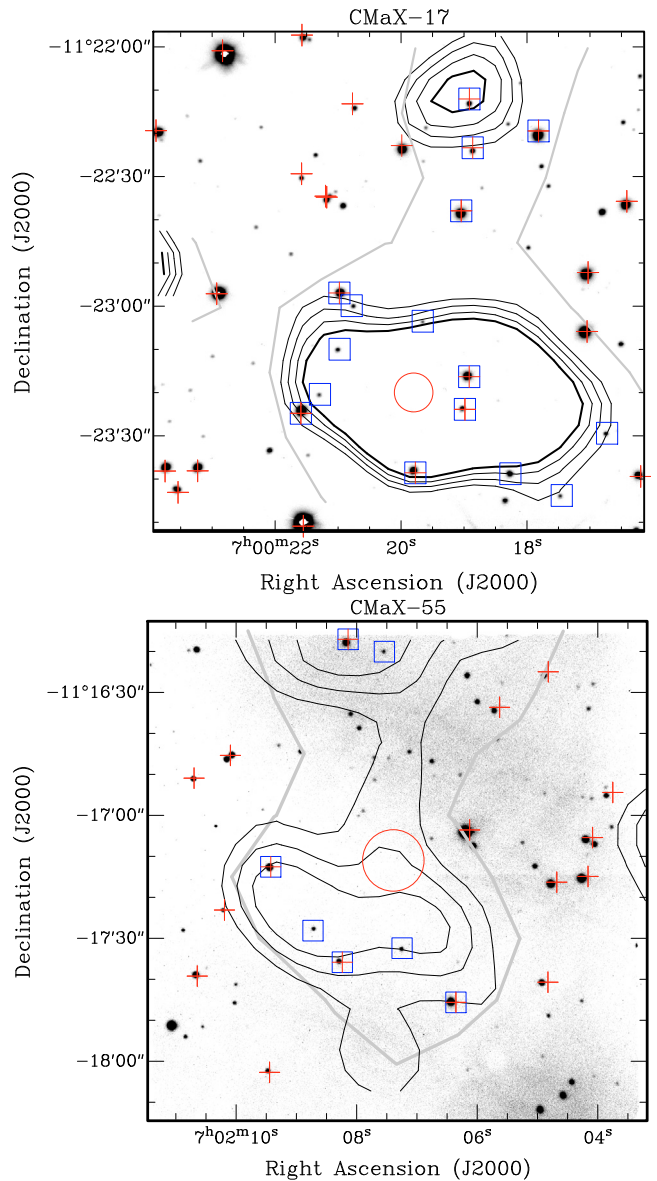 CMaX-17
-11°22′00″
-22′30″
-23′00″
-23′30″
Declination (J2000)
7ʰ00ᵐ22ˢ 20ˢ 18ˢ
Right Ascension (J2000)
CMaX-55
-11°16′30″
-17′00″
-17′30″
-18′00″
Declination (J2000)
7ʰ02ᵐ10ˢ 08ˢ 06ˢ 04ˢ
Right Ascension (J2000)